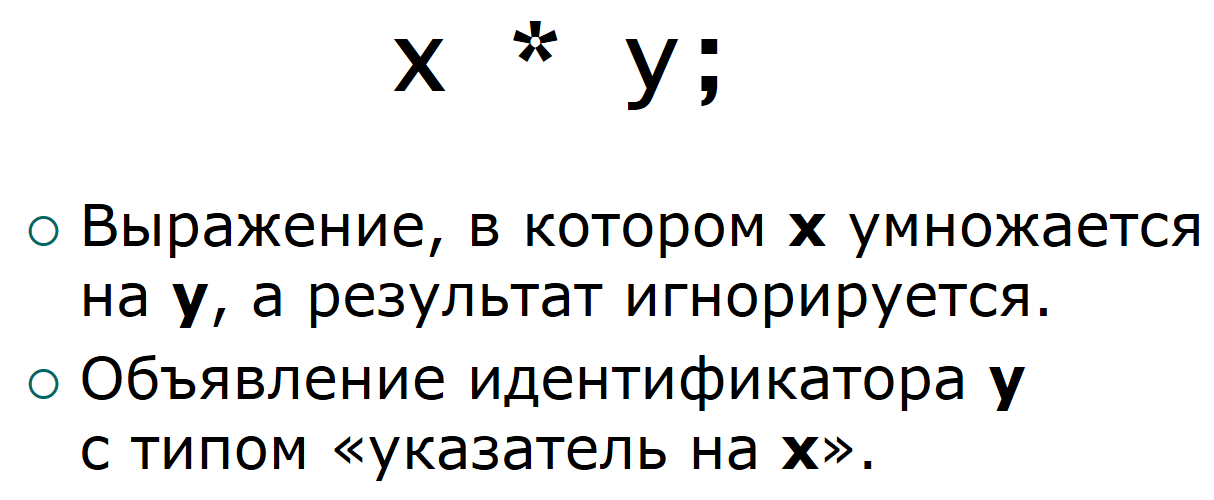 x * y;
Выражение, в котором x умножается
на y, а результат игнорируется.
Объявление идентификатора y
с типом «указатель на x».